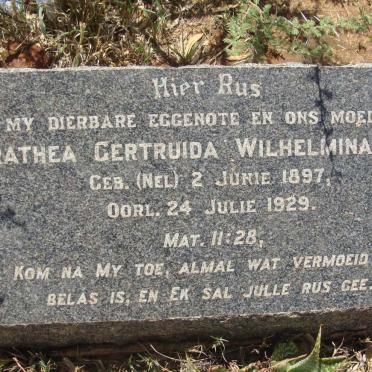 Hier Rus
MY DIERBARE EGGENOTE EN ONS MOED
RATHEA GERTRUIDA WILHELMINA
GEB. (NEL) 2 JUNIE 1897,
OORL. 24 JULIE 1929.
MAT. 11:28,
KOM NA MY TOE, ALMAL WAT VERMOEID
BELAS IS, EN EK SAL JULLE RUS GEE.